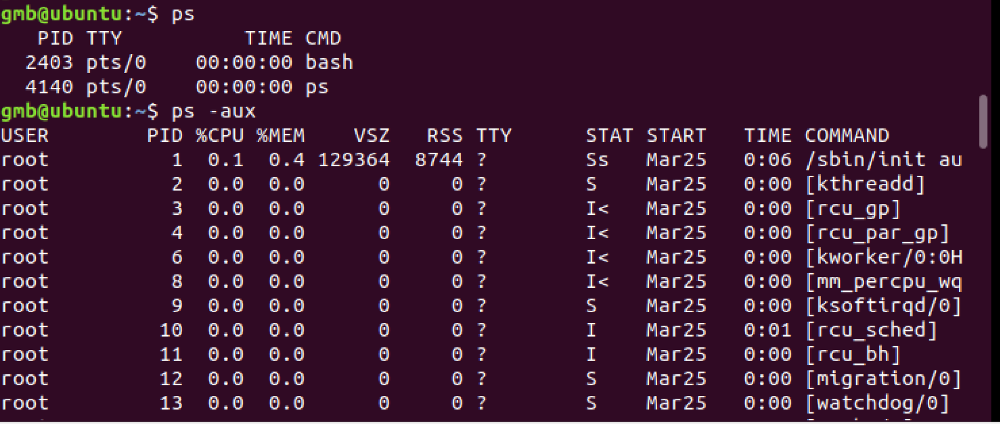 gmb@ubuntu:~$ ps
    PID TTY          TIME CMD
   2403 pts/0    00:00:00 bash
   4140 pts/0    00:00:00 ps
gmb@ubuntu:~$ ps -aux
USER        PID %CPU %MEM    VSZ   RSS TTY      STAT START   TIME COMMAND
root          1  0.1  0.4 129364  8744 ?        Ss   Mar25   0:06 /sbin/init au
root          2  0.0  0.0      0     0 ?        S    Mar25   0:00 [kthreadd]
root          3  0.0  0.0      0     0 ?        I<   Mar25   0:00 [rcu_gp]
root          4  0.0  0.0      0     0 ?        I<   Mar25   0:00 [rcu_par_gp]
root          6  0.0  0.0      0     0 ?        I<   Mar25   0:00 [kworker/0:0H
root          8  0.0  0.0      0     0 ?        I<   Mar25   0:00 [mm_percpu_wq
root          9  0.0  0.0      0     0 ?        S    Mar25   0:00 [ksoftirqd/0]
root         10  0.0  0.0      0     0 ?        I    Mar25   0:01 [rcu_sched]
root         11  0.0  0.0      0     0 ?        I    Mar25   0:00 [rcu_bh]
root         12  0.0  0.0      0     0 ?        S    Mar25   0:00 [migration/0]
root         13  0.0  0.0      0     0 ?        S    Mar25   0:00 [watchdog/0]